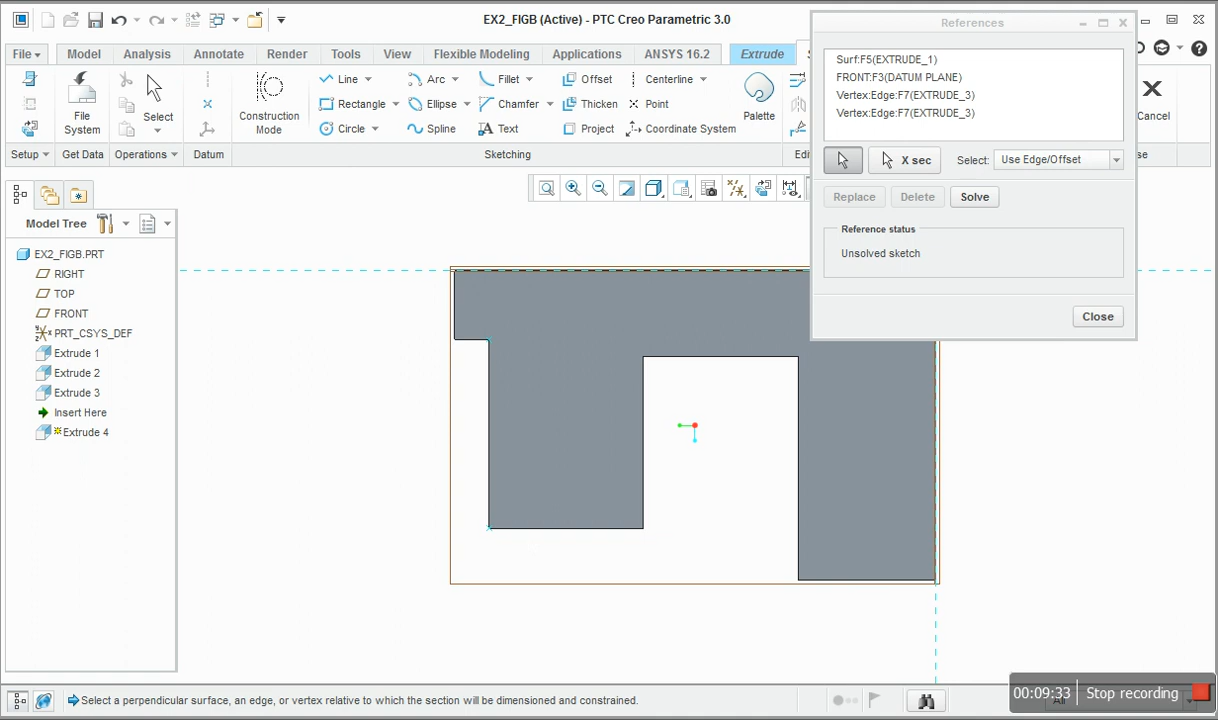 EX2_FIGB (Active) - PTC Creo Parametric 3.0
References
File
Model
Analysis
Annotate
Render
Tools
View
Flexible Modeling
Applications
ANSYS 16.2
Extrude
File System
Select
Construction Mode
Line
Rectangle
Circle
Arc
Ellipse
Spline
Fillet
Chamfer
Text
Offset
Thicken
Project
Centerline
Point
Coordinate System
Palette
Cancel
Setup
Get Data
Operations
Datum
Sketching
Surf:F5(EXTRUDE_1)
FRONT:F3(DATUM PLANE)
Vertex:Edge:F7(EXTRUDE_3)
Vertex:Edge:F7(EXTRUDE_3)
X sec
Select:
Use Edge/Offset
Replace
Delete
Solve
Reference status
Unsolved sketch
Close
Model Tree
EX2_FIGB.PRT
RIGHT
TOP
FRONT
PRT_CSYS_DEF
Extrude 1
Extrude 2
Extrude 3
Insert Here
Extrude 4
Select a perpendicular surface, an edge, or vertex relative to which the section will be dimensioned and constrained.
00:09:33
Stop recording